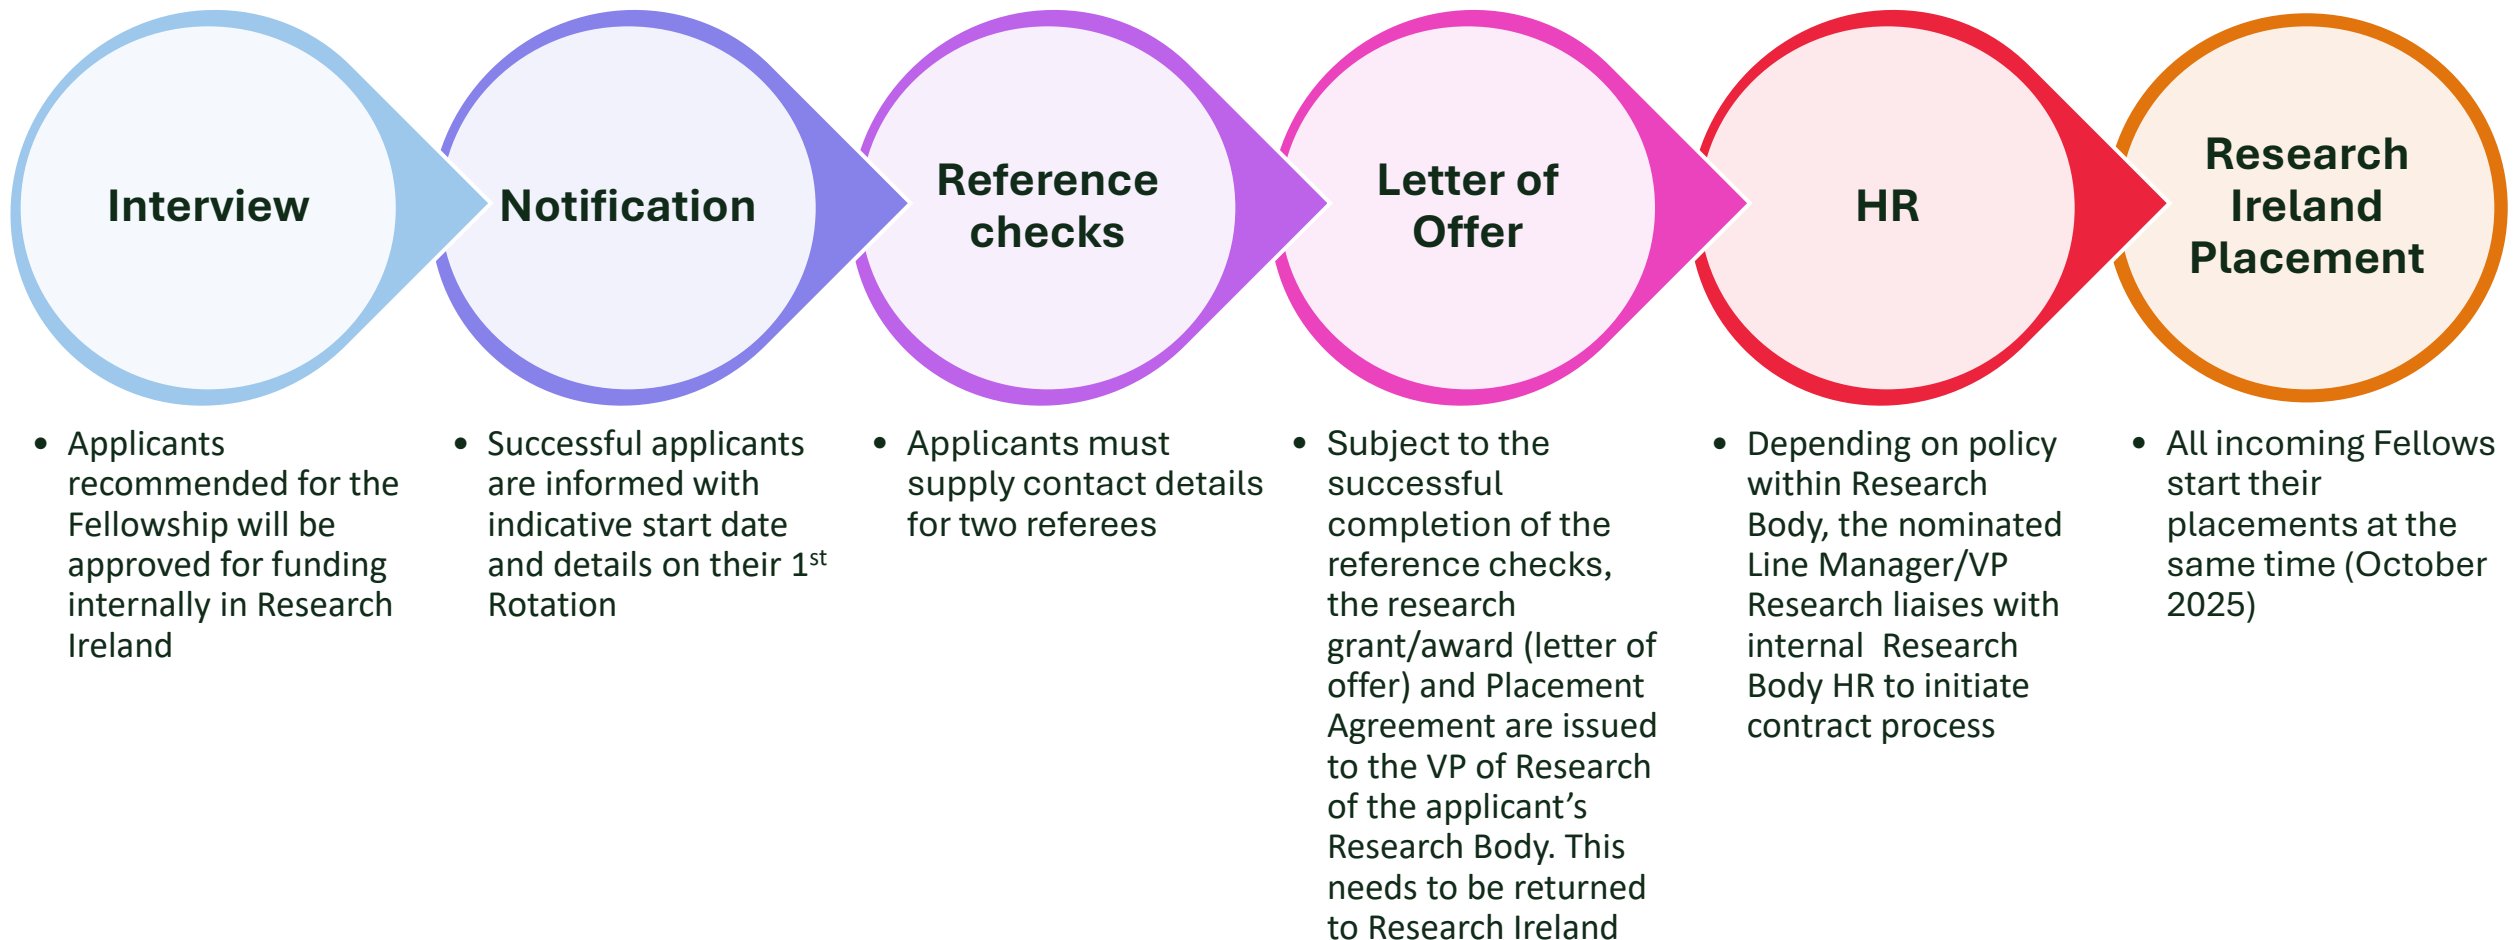 Interview
Notification
Reference
checks
Letter of
Offer
HR
Research
Ireland
Placement
• Applicants
recommended for the
Fellowship will be
approved for funding
internally in Research
Ireland
• Successful applicants
are informed with
indicative start date
and details on their 1st
Rotation
• Applicants must
supply contact details
for two referees
• Subject to the
successful
completion of the
reference checks,
the research
grant/award (letter of
offer) and Placement
Agreement are issued
to the VP of Research
of the applicant’s
Research Body. This
needs to be returned
to Research Ireland
• Depending on policy
within Research
Body, the nominated
Line Manager/VP
Research liaises with
internal  Research
Body HR to initiate
contract process
• All incoming Fellows
start their
placements at the
same time (October
2025)